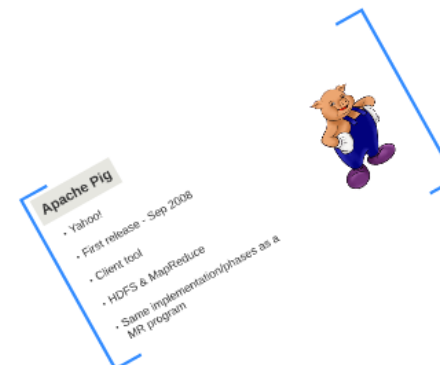 Apache Pig
• Yahoo!
• First release - Sep 2008
• Client tool
• HDFS & MapReduce
• Same implementation/phases as a
MR program